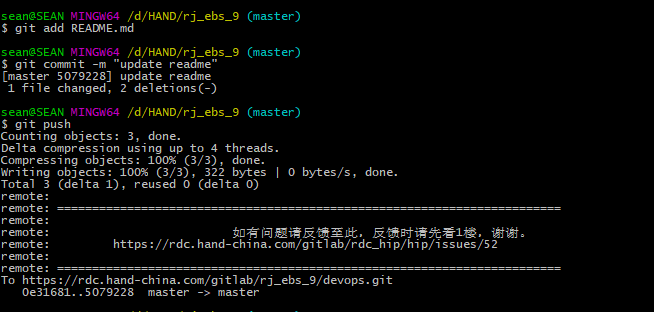 sean@SEAN MINGW64 /d/HAND/rj_ebs_9 (master)
$ git add README.md
sean@SEAN MINGW64 /d/HAND/rj_ebs_9 (master)
$ git commit -m "update readme"
[master 5079228] update readme
 1 file changed, 2 deletions(-)
sean@SEAN MINGW64 /d/HAND/rj_ebs_9 (master)
$ git push
Counting objects: 3, done.
Delta compression using up to 4 threads.
Compressing objects: 100% (3/3), done.
Writing objects: 100% (3/3), 322 bytes | 0 bytes/s, done.
Total 3 (delta 1), reused 0 (delta 0)
remote:
remote: ================================================================
remote:
remote: 如有问题请反馈至此, 反馈时请先看1楼, 谢谢。
remote: https://rdc.hand-china.com/gitlab/rdc_hip/hip/issues/52
remote:
remote: ================================================================
To https://rdc.hand-china.com/gitlab/rj_ebs_9/devops.git
   0e31681..5079228  master -> master